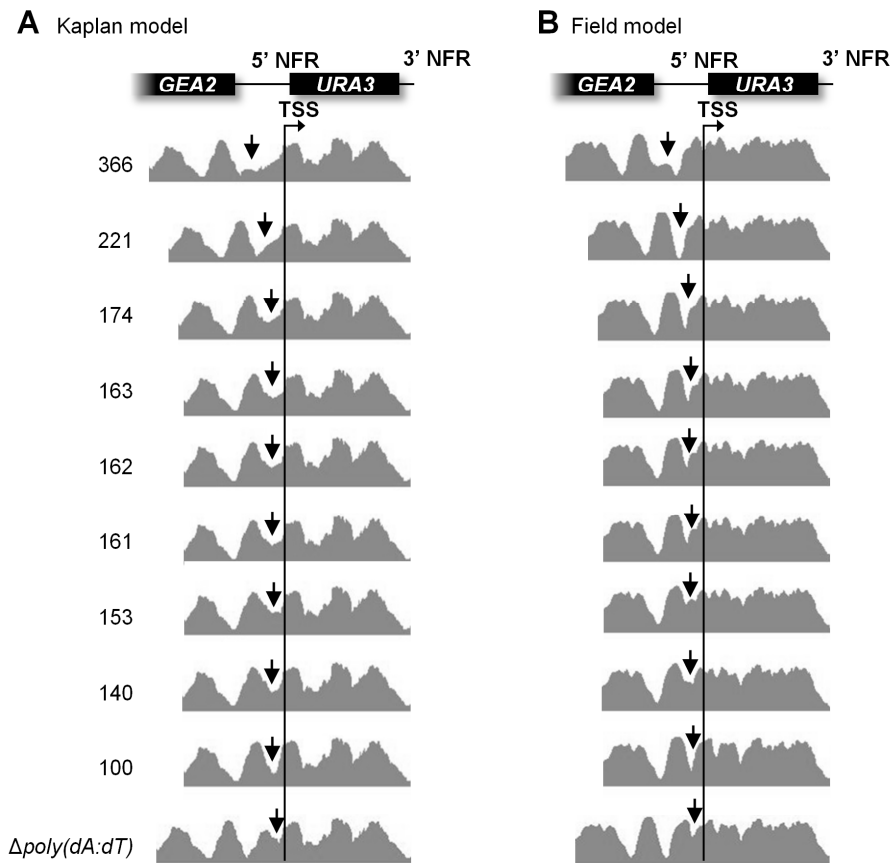 A Kaplan model
5' NFR 3' NFR
GEA2 URA3
TSS
B Field model
5' NFR 3' NFR
GEA2 URA3
TSS
366
221
174
163
162
161
153
140
100
Δpoly(dA:dT)